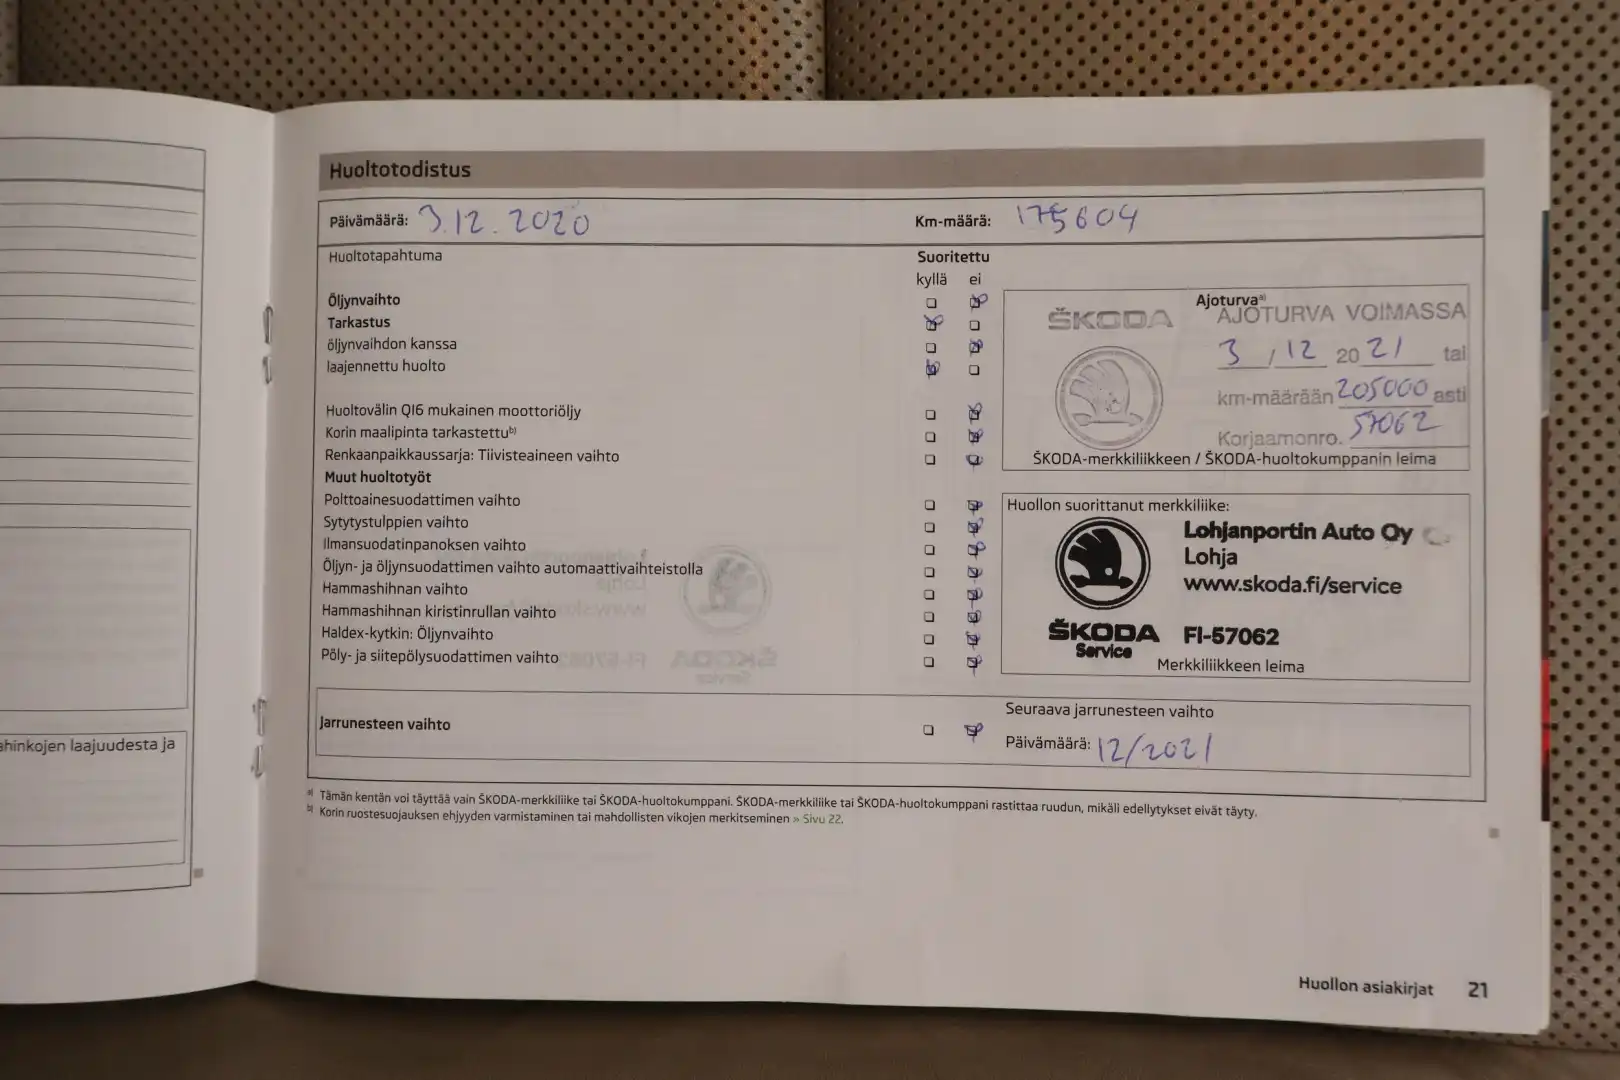 Huoltotodistus
Päivämäärä: 3.12.2020 Km-määrä: 175604
Huoltotapahtuma Suoritettu
kyllä ei
Öljynvaihto
Tarkastus
öljynvaihdon kanssa
laajennettu huolto
Huoltovälin QI6 mukainen moottoriöljy
Korin maalipinta tarkastettu b)
Renkaanpaikkaussarja: Tiivisteaineen vaihto
Muut huoltotyöt
Polttoainesuodattimen vaihto
Sytytystulppien vaihto
Ilmansuodatinpanoksen vaihto
Öljyn- ja öljynsuodattimen vaihto automaattivaihteistolla
Hammashihnan vaihto
Hammashihnan kiristinrullan vaihto
Haldex-kytkin: Öljynvaihto
Pöly- ja siitepölysuodattimen vaihto
Ajoturva a)
ŠKODA AJOTURVA VOIMASSA
3 / 12 2021 tai
km-määrään 205000 asti
Korjaamonro. 57062
ŠKODA-merkkiliikkeen / ŠKODA-huoltokumppanin leima
Huollon suorittanut merkkiliike:
Lohjanportin Auto Oy
Lohja
www.skoda.fi/service
ŠKODA FI-57062
Service
Merkkiliikkeen leima
Jarrunesteen vaihto
Seuraava jarrunesteen vaihto
Päivämäärä: 12/2021
a) Tämän kentän voi täyttää vain ŠKODA-merkkiliike tai ŠKODA-huoltokumppani. ŠKODA-merkkiliike tai ŠKODA-huoltokumppani rastittaa ruudun, mikäli edellytykset eivät täyty.
b) Korin ruostesuojauksen ehjyyden varmistaminen tai mahdollisten vikojen merkitseminen » Sivu 22.
ahinkojen laajuudesta ja
Huollon asiakirjat 21